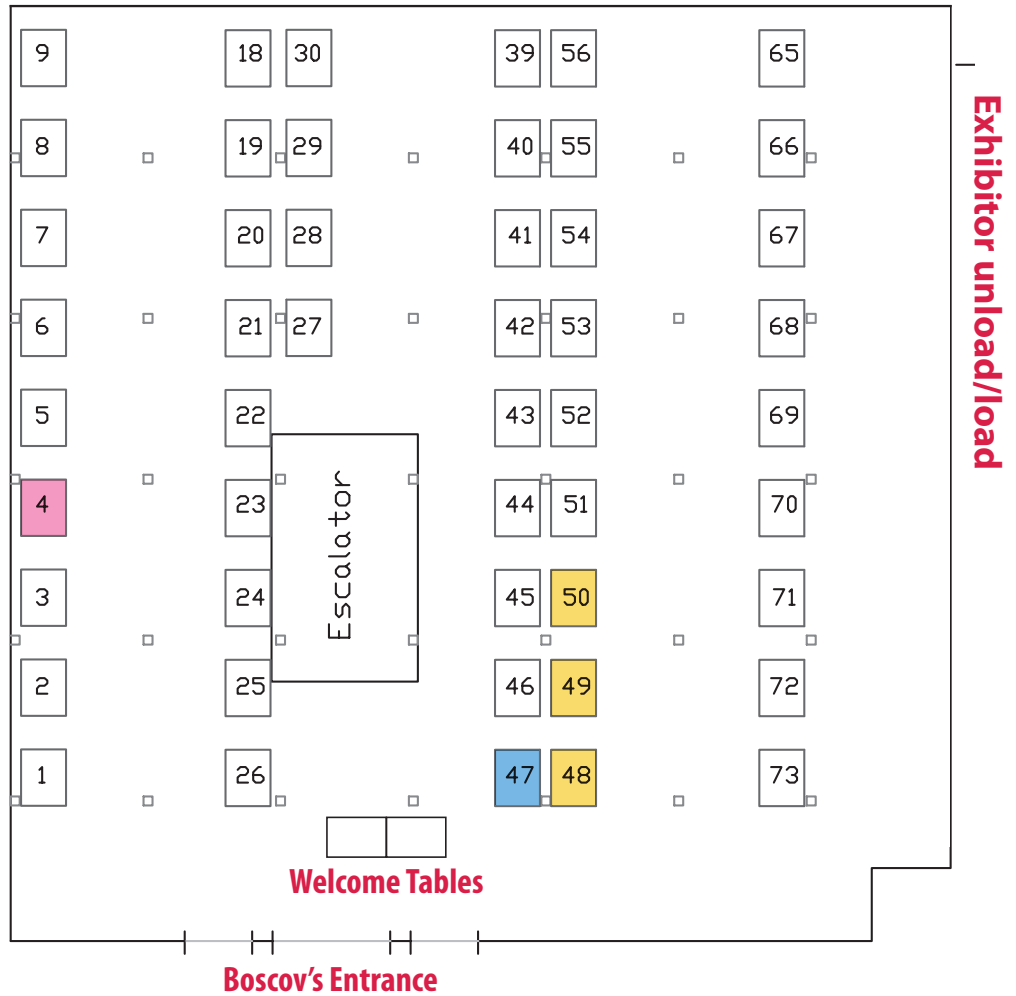 9 18 30 39 56 65
8 19 29 40 55 66
7 20 28 41 54 67
6 21 27 42 53 68
5 22 43 52 69
4 23 44 51 70
3 24 45 50 71
2 25 46 49 72
1 26 47 48 73
Escalator
Exhibitor unload/load
Welcome Tables
Boscov's Entrance